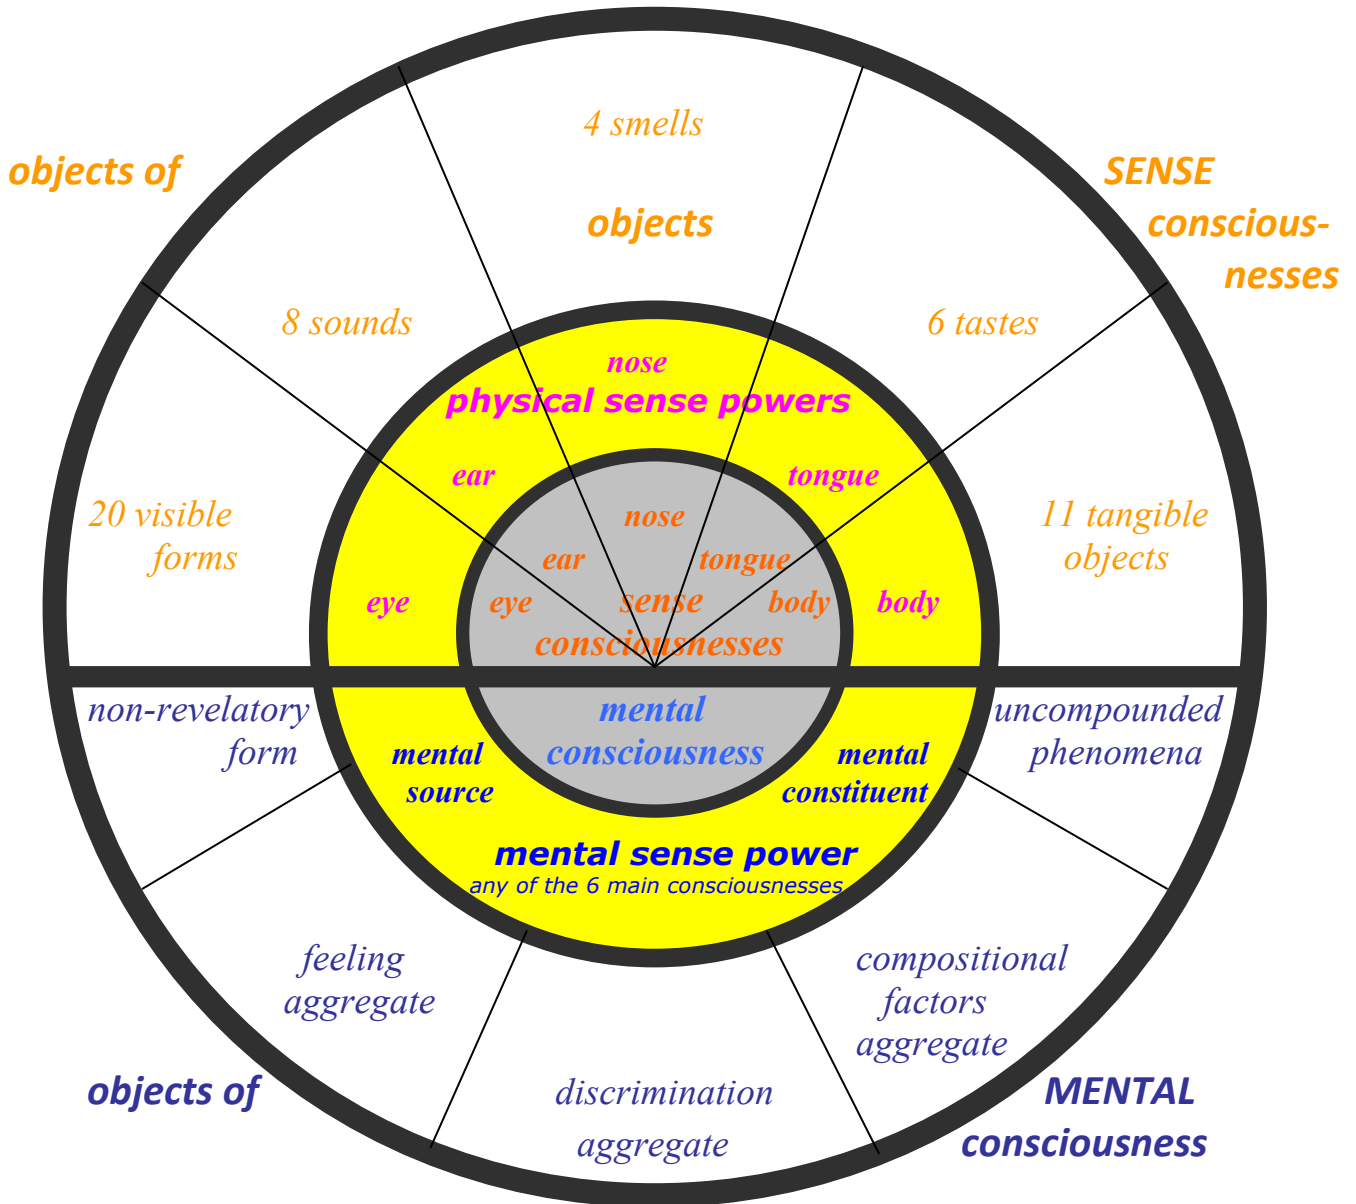 4 smells
objects of
SENSE
conscious-
nesses
objects
8 sounds
6 tastes
nose
physical sense powers
ear
tongue
20 visible
forms
11 tangible
objects
nose
ear
tongue
eye
eye
sense
body
body
consciousnesses
non-revelatory
form
mental
consciousness
uncompounded
phenomena
mental
source
mental
constituent
mental sense power
any of the 6 main consciousnesses
feeling
aggregate
compositional
factors
aggregate
objects of
discrimination
aggregate
MENTAL
consciousness